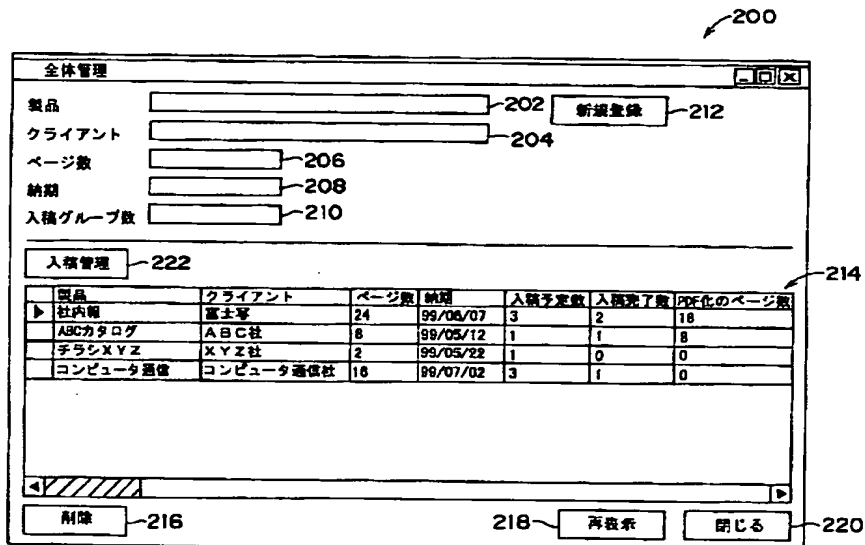 200
全体管理
製品 202 新規登録 212
クライアント 204
ページ数 206
納期 208
入稿グループ数 210
入稿管理 222
214
製品 クライアント ページ数 納期 入稿予定数 入稿完了数 PDF化のページ数
社内報 富士写 24 99/06/07 3 2 16
ABCカタログ ABC社 8 99/05/12 1 1 8
チラシXYZ XYZ社 2 99/05/22 1 0 0
コンピュータ通信 コンピュータ通信社 16 99/07/02 3 1 0
削除 216 218 再表示 閉じる 220